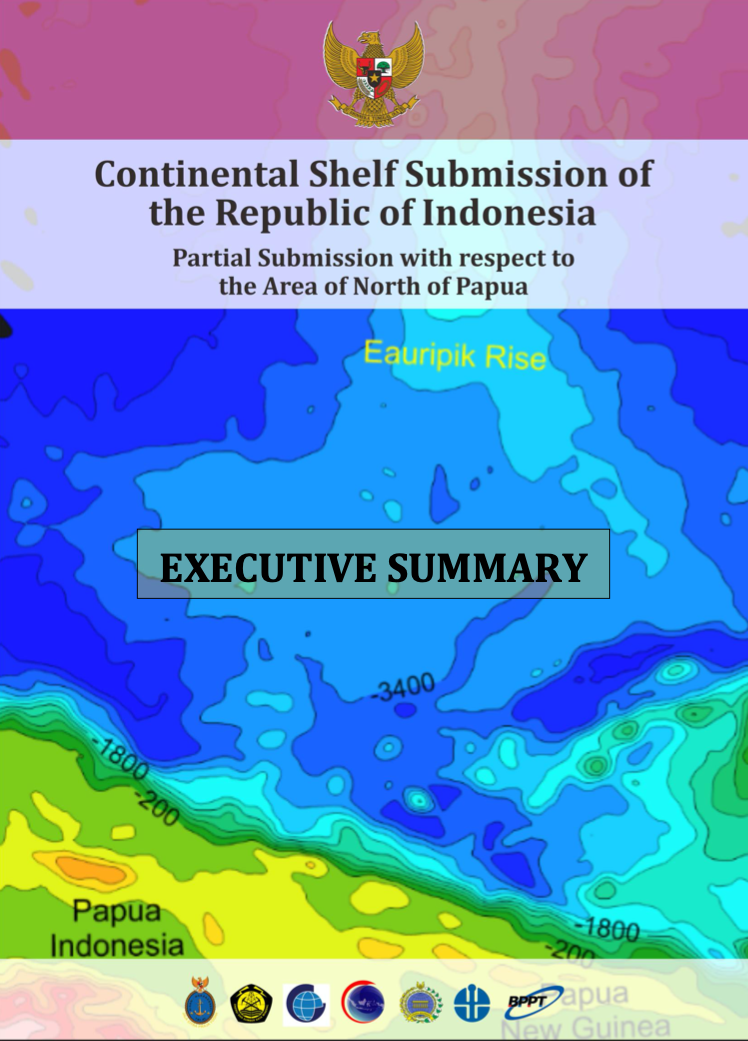 Continental Shelf Submission of
the Republic of Indonesia
Partial Submission with respect to
the Area of North of Papua
Eauripik Rise
EXECUTIVE SUMMARY
-3400
-1800
-200
Papua
Indonesia
-1800
-200
BPPT
Papua
New Guinea